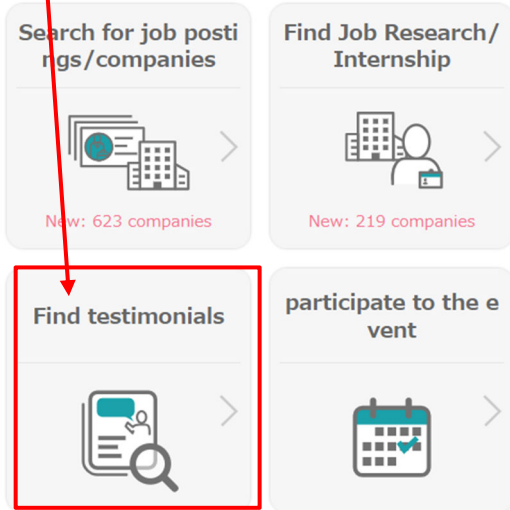 Search for job posti
ngs/companies
New: 623 companies
Find Job Research/
Internship
New: 219 companies
Find testimonials
participate to the e
vent